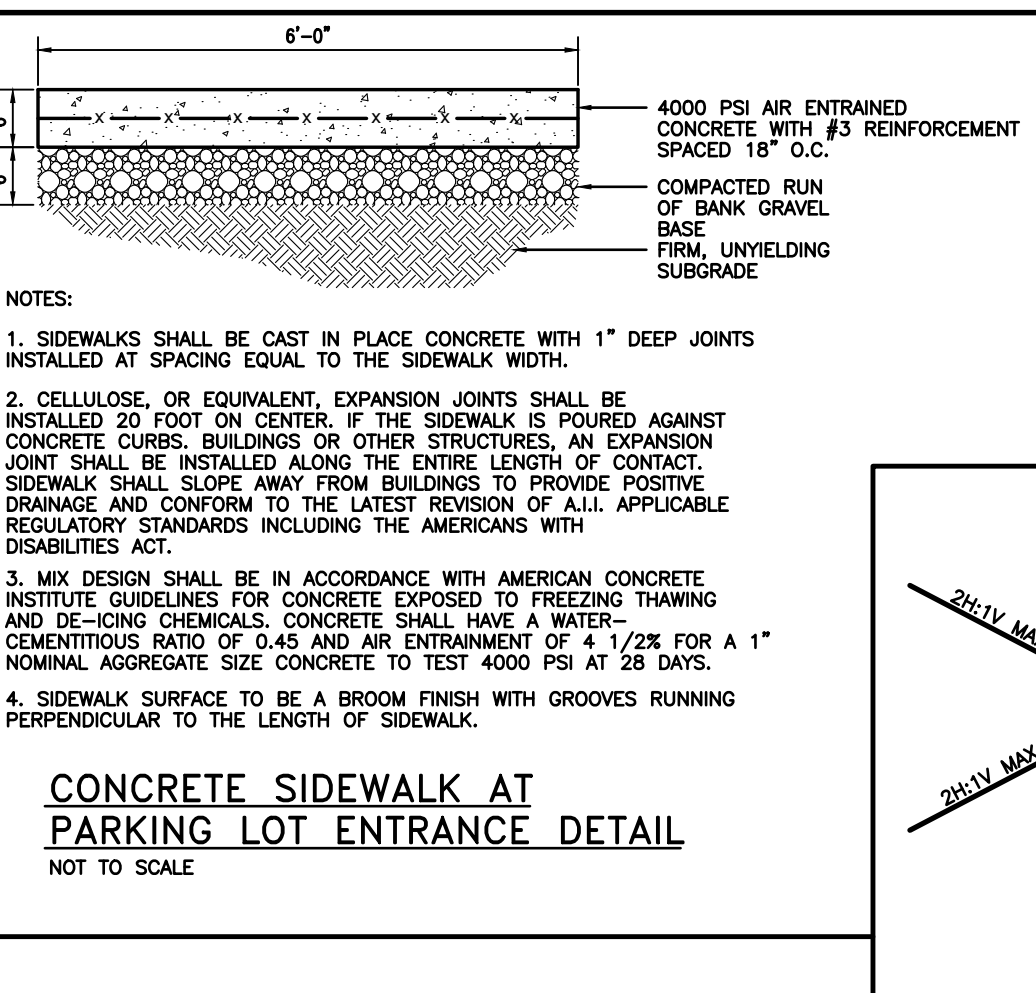 6'-0"
4000 PSI AIR ENTRAINED
CONCRETE WITH #3 REINFORCEMENT
SPACED 18" O.C.
COMPACTED RUN
OF BANK GRAVEL
BASE
FIRM, UNYIELDING
SUBGRADE
NOTES:
1. SIDEWALKS SHALL BE CAST IN PLACE CONCRETE WITH 1" DEEP JOINTS
INSTALLED AT SPACING EQUAL TO THE SIDEWALK WIDTH.
2. CELLULOSE, OR EQUIVALENT, EXPANSION JOINTS SHALL BE
INSTALLED 20 FOOT ON CENTER. IF THE SIDEWALK IS POURED AGAINST
CONCRETE CURBS. BUILDINGS OR OTHER STRUCTURES, AN EXPANSION
JOINT SHALL BE INSTALLED ALONG THE ENTIRE LENGTH OF CONTACT.
SIDEWALK SHALL SLOPE AWAY FROM BUILDINGS TO PROVIDE POSITIVE
DRAINAGE AND CONFORM TO THE LATEST REVISION OF A.I.I. APPLICABLE
REGULATORY STANDARDS INCLUDING THE AMERICANS WITH
DISABILITIES ACT.
3. MIX DESIGN SHALL BE IN ACCORDANCE WITH AMERICAN CONCRETE
INSTITUTE GUIDELINES FOR CONCRETE EXPOSED TO FREEZING THAWING
AND DE-ICING CHEMICALS. CONCRETE SHALL HAVE A WATER-
CEMENTITIOUS RATIO OF 0.45 AND AIR ENTRAINMENT OF 4 1/2% FOR A 1"
NOMINAL AGGREGATE SIZE CONCRETE TO TEST 4000 PSI AT 28 DAYS.
4. SIDEWALK SURFACE TO BE A BROOM FINISH WITH GROOVES RUNNING
PERPENDICULAR TO THE LENGTH OF SIDEWALK.
CONCRETE SIDEWALK AT
PARKING LOT ENTRANCE DETAIL
NOT TO SCALE
2H:1V
2H:1V MAX